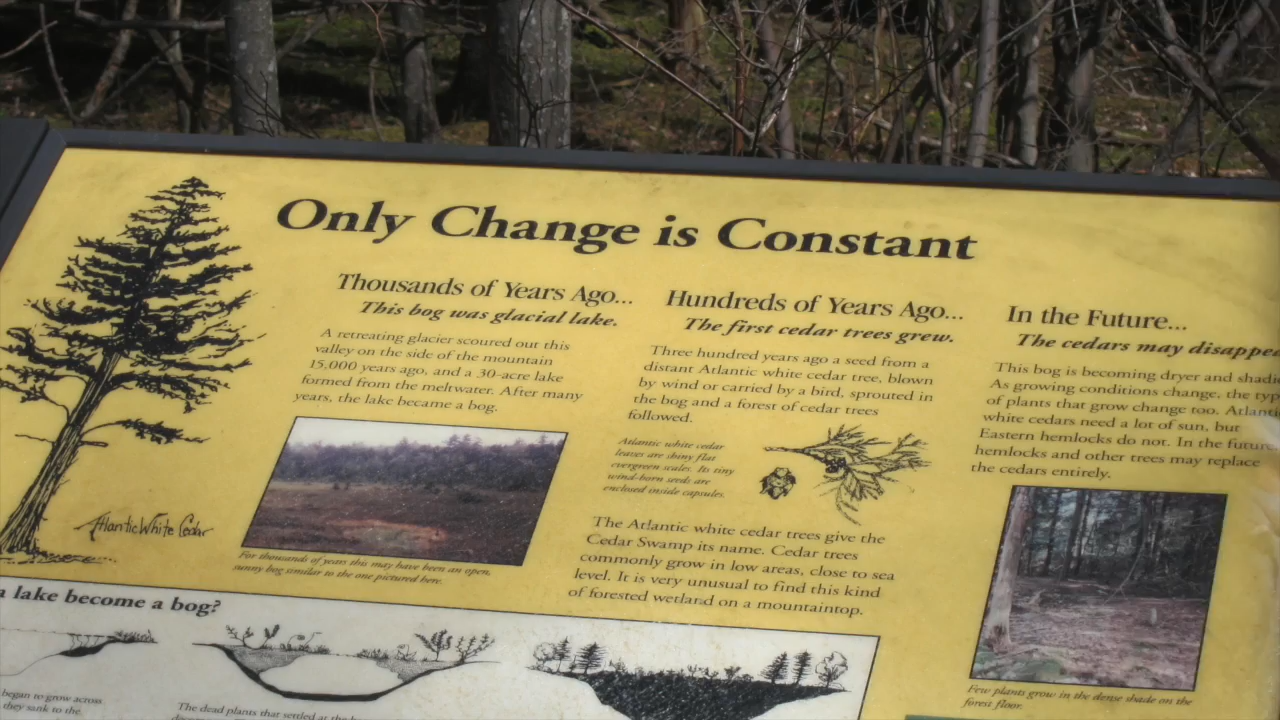 Only Change is Constant
Thousands of Years Ago...
This bog was glacial lake.
A retreating glacier scoured out this
valley on the side of the mountain
15,000 years ago, and a 30-acre lake
formed from the meltwater. After many
years, the lake became a bog.
For thousands of years this may have been an open,
sunny bog similar to the one pictured here.
Atlantic White Cedar
Hundreds of Years Ago...
The first cedar trees grew.
Three hundred years ago a seed from a
distant Atlantic white cedar tree, blown
by wind or carried by a bird, sprouted in
the bog and a forest of cedar trees
followed.
Atlantic white cedar
leaves are shiny flat
evergreen scales. Its tiny
wind-born seeds are
enclosed inside capsules.
The Atlantic white cedar trees give the
Cedar Swamp its name. Cedar trees
commonly grow in low areas, close to sea
level. It is very unusual to find this kind
of forested wetland on a mountaintop.
In the Future...
The cedars may disappe
This bog is becoming dryer and shadi
As growing conditions change, the typ
of plants that grow change too. Atlanti
white cedars need a lot of sun, but
Eastern hemlocks do not. In the future,
hemlocks and other trees may replace
the cedars entirely.
Few plants grow in the dense shade on the
forest floor.
a lake become a bog?
began to grow across
they sank to the
The dead plants that settled at the